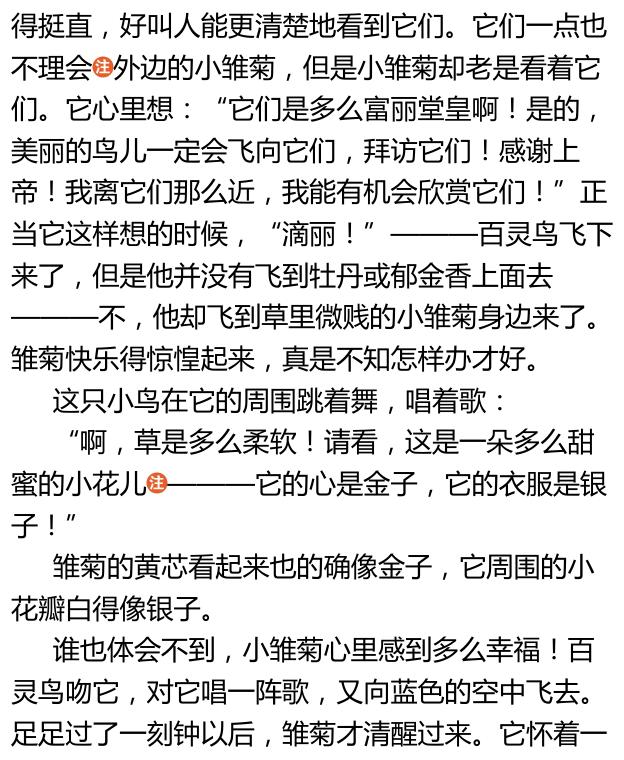 得挺直，好叫人能更清楚地看到它们。它们一点也
不理会注外边的小雏菊，但是小雏菊却老是看着它
们。它心里想：“它们是多么富丽堂皇啊！是的，
美丽的鸟儿一定会飞向它们，拜访它们！感谢上
帝！我离它们那么近，我能有机会欣赏它们！”正
当它这样想的时候，“滴丽！”———百灵鸟飞下
来了，但是他并没有飞到牡丹或郁金香上面去
———不，他却飞到草里微贱的小雏菊身边来了。
雏菊快乐得惊惶起来，真是不知怎样办才好。
这只小鸟在它的周围跳着舞，唱着歌：
“啊，草是多么柔软！请看，这是一朵多么甜
蜜的小花儿注———它的心是金子，它的衣服是银
子！”
雏菊的黄芯看起来也的确像金子，它周围的小
花瓣白得像银子。
谁也体会不到，小雏菊心里感到多么幸福！百
灵鸟吻它，对它唱一阵歌，又向蓝色的空中飞去。
足足过了一刻钟以后，雏菊才清醒过来。它怀着一